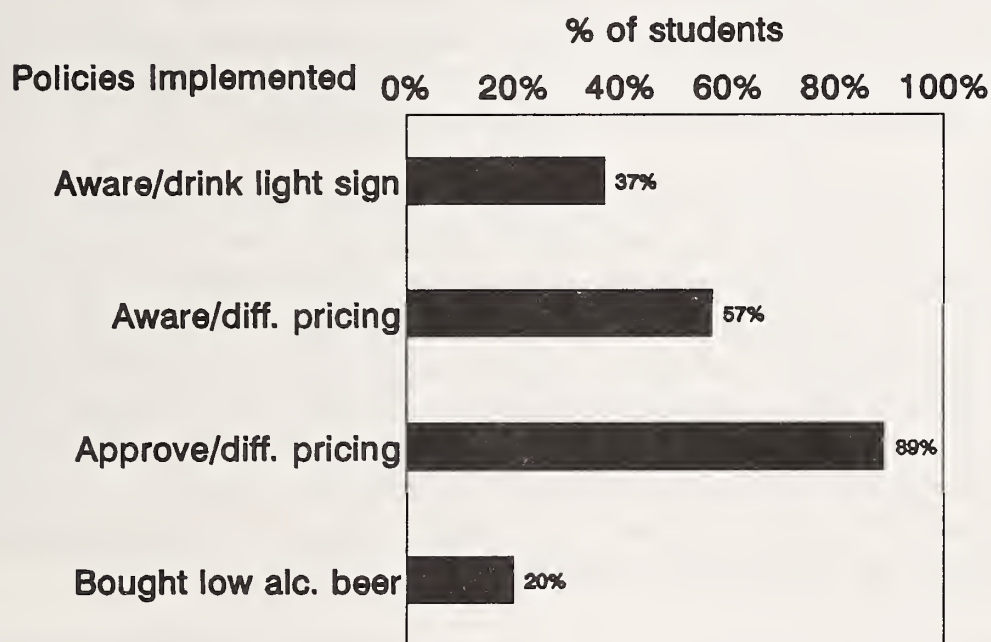 % of students
Policies Implemented 0% 20% 40% 60% 80% 100%
Aware/drink light sign 37%
Aware/diff. pricing 57%
Approve/diff. pricing 89%
Bought low alc. beer 20%